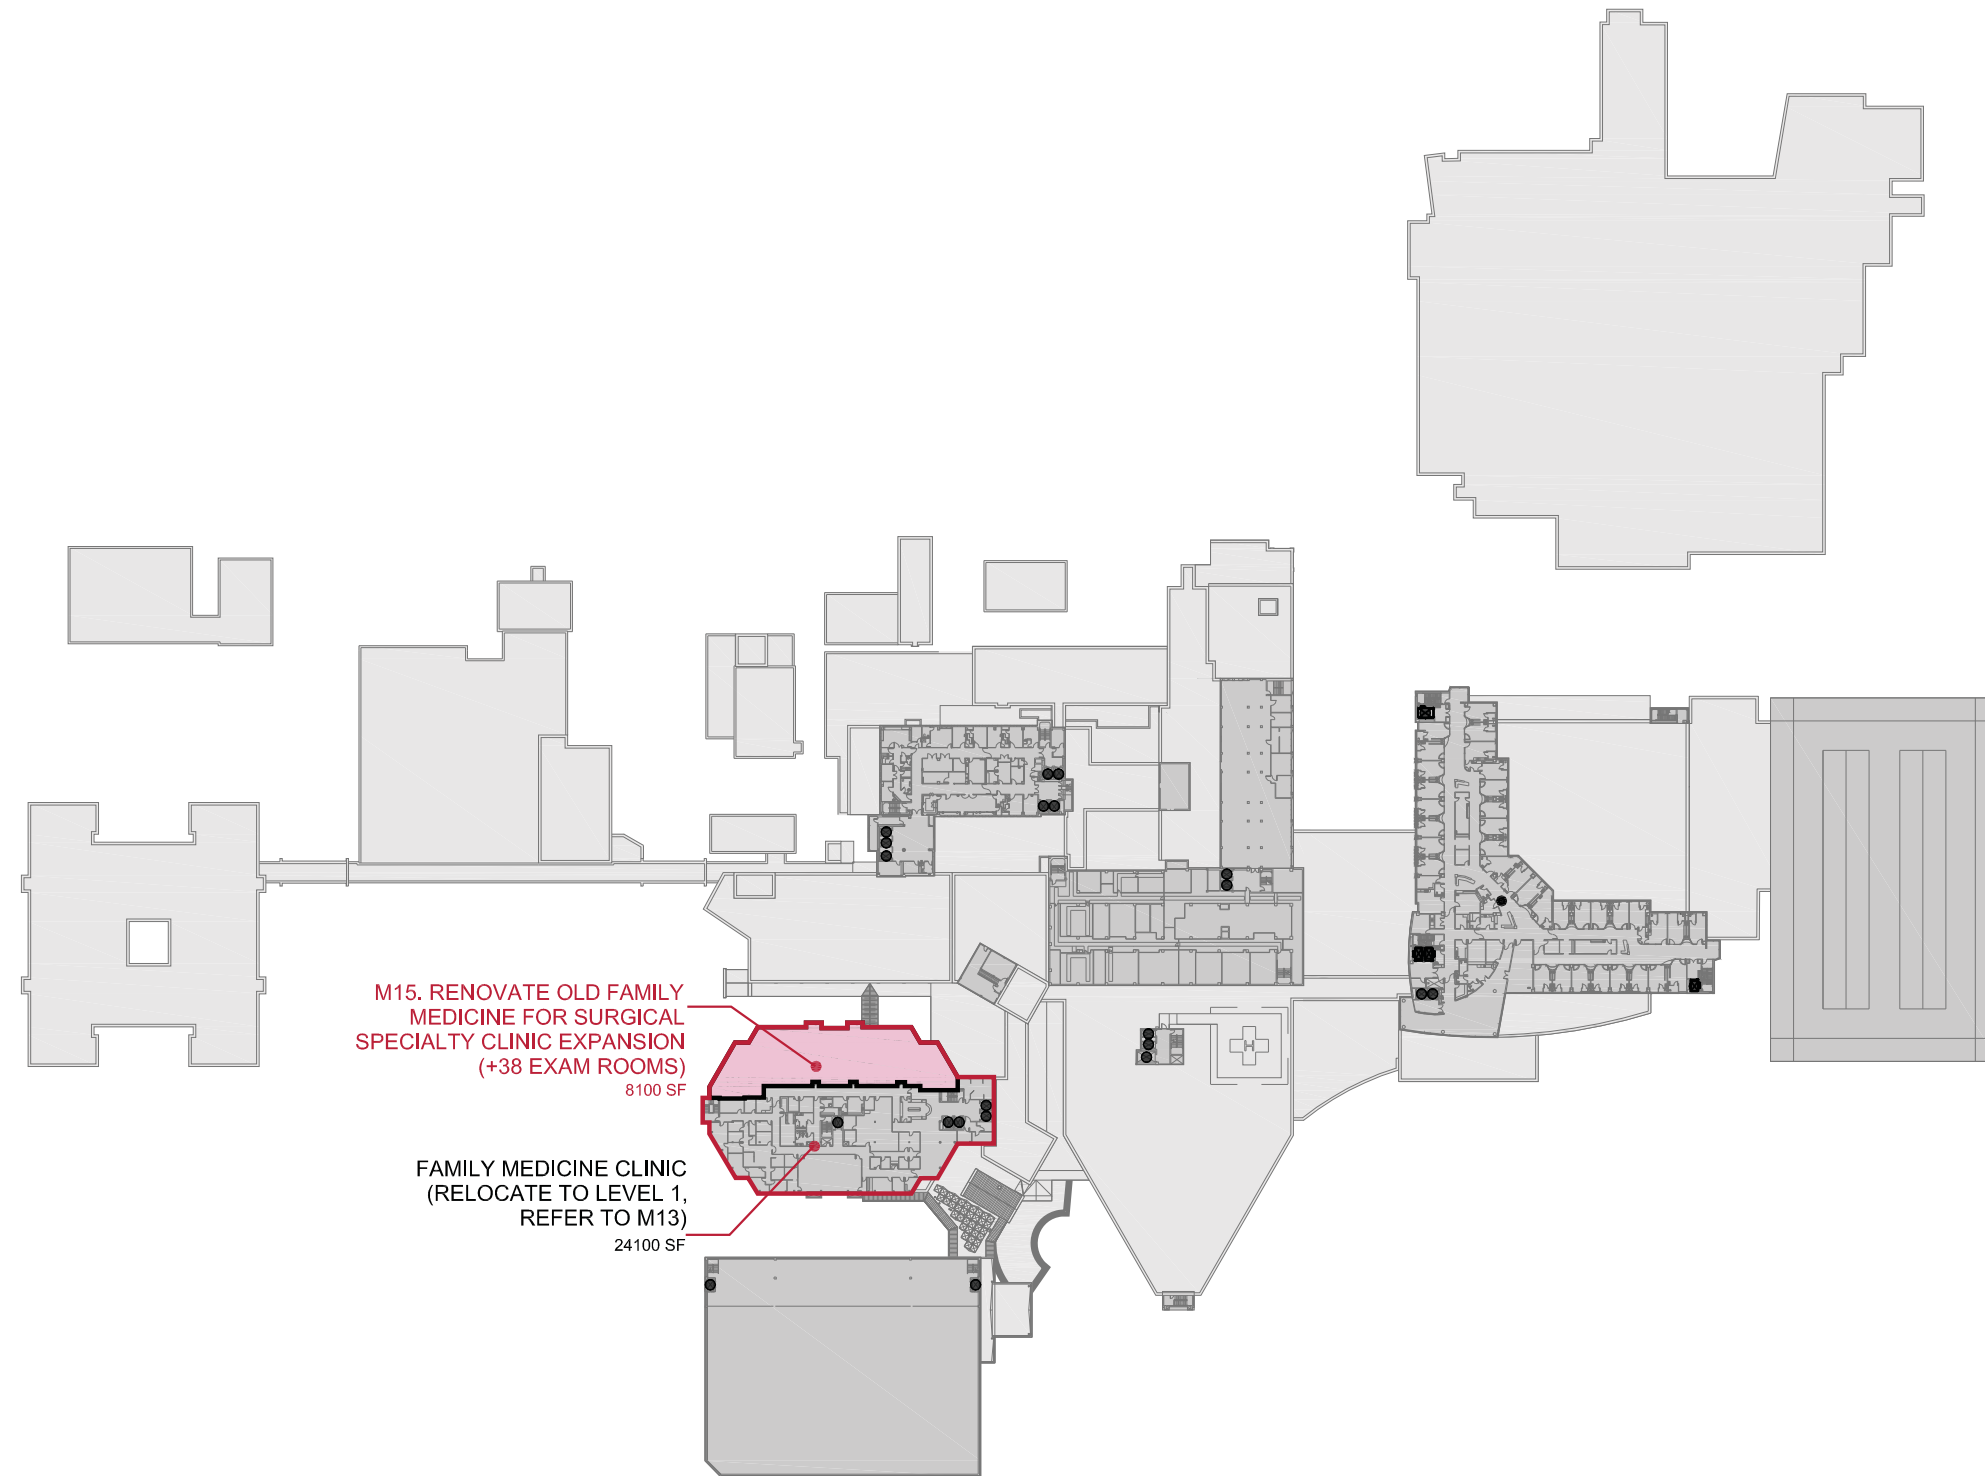 M15. RENOVATE OLD FAMILY
MEDICINE FOR SURGICAL
SPECIALTY CLINIC EXPANSION
(+38 EXAM ROOMS)
8100 SF
FAMILY MEDICINE CLINIC
(RELOCATE TO LEVEL 1,
REFER TO M13)
24100 SF
H